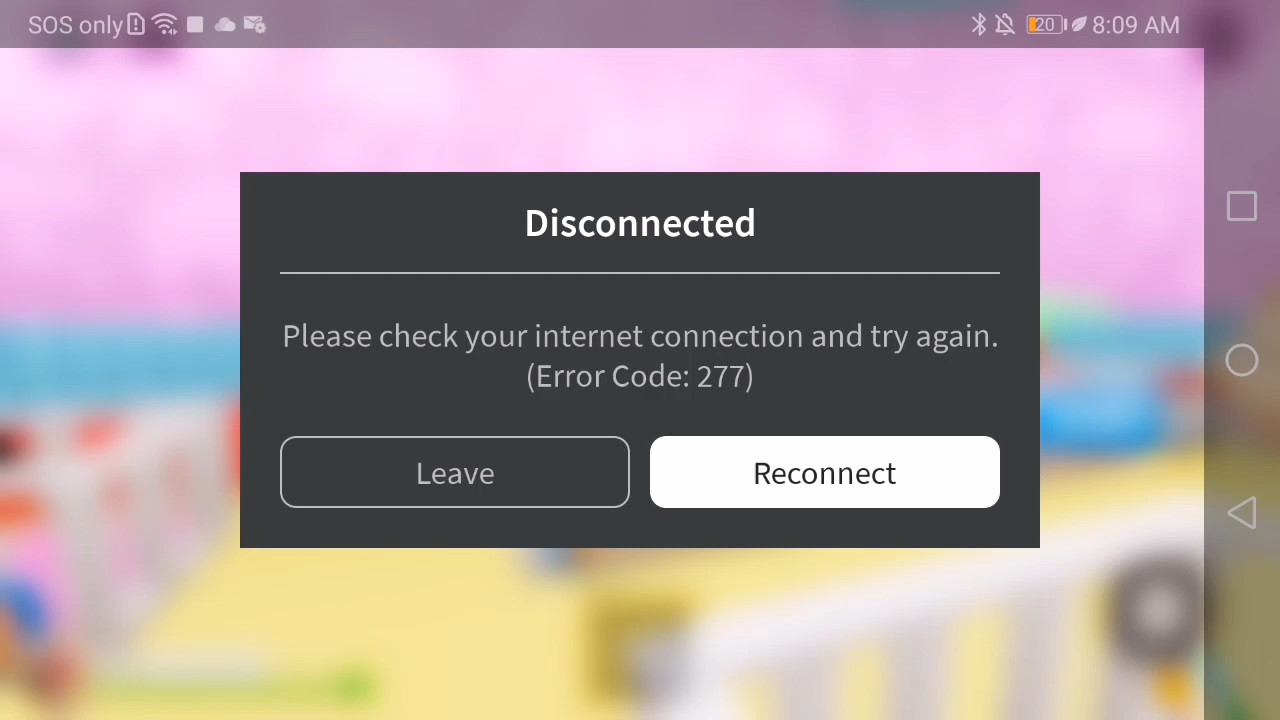 SOS only 20 8:09 AM
Disconnected
Please check your internet connection and try again.
(Error Code: 277)
Leave Reconnect